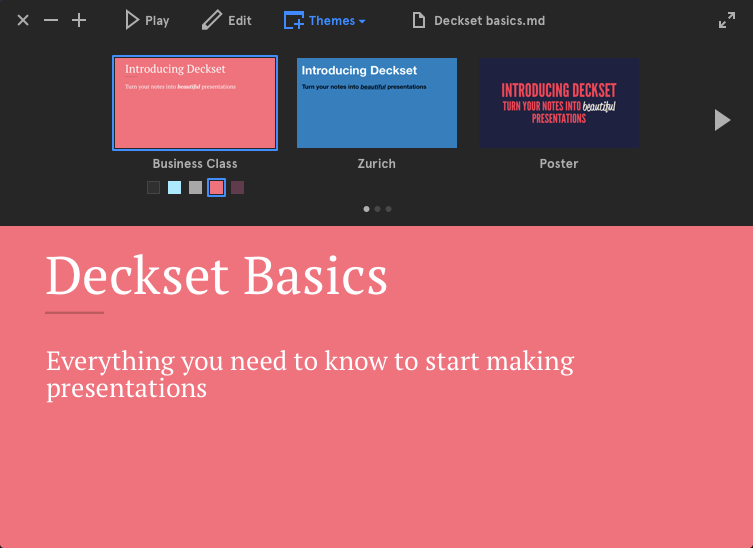 Play
Edit
Themes
Deckset basics.md
Introducing Deckset
Turn your notes into beautiful presentations
Introducing Deckset
Turn your notes into beautiful presentations
INTRODUCING DECKSET
TURN YOUR NOTES INTO beautiful
PRESENTATIONS
Business Class
Zurich
Poster
Deckset Basics
Everything you need to know to start making
presentations